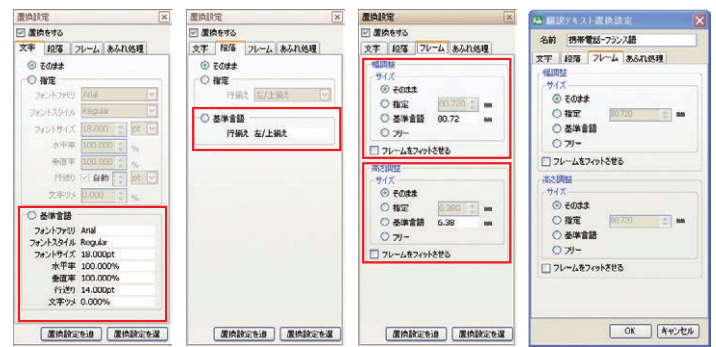 置換設定
置換をする
文字 段落 フレーム あふれ処理
そのまま
指定
フォントファミリ Arial
フォントスタイル Regular
フォントサイズ 18.000 pt
水平率 100.000 %
垂直率 100.000 %
行送り 自動 pt
文字ツメ 0.000 %
基準言語
フォントファミリ Arial
フォントスタイル Regular
フォントサイズ 18.000pt
水平率 100.000%
垂直率 100.000%
行送り 14.000pt
文字ツメ 0.000%
置換設定を追 置換設定を選
置換設定
置換をする
文字 段落 フレーム あふれ処理
そのまま
指定
行揃え 左/上揃え
基準言語
行揃え 左/上揃え
置換設定を追 置換設定を選
置換設定
置換をする
文字 段落 フレーム あふれ処理
幅調整
サイズ
そのまま
指定 80.720 mm
基準言語 80.72 mm
フリー
フレームをフィットさせる
高さ調整
サイズ
そのまま
指定 6.380 mm
基準言語 6.38 mm
フリー
フレームをフィットさせる
置換設定を追 置換設定を選
翻訳テキスト置換設定
名前 携帯電話-フランス語
文字 段落 フレーム あふれ処理
幅調整
サイズ
そのまま
指定 80.720 mm
基準言語
フリー
フレームをフィットさせる
高さ調整
サイズ
そのまま
指定 80.720 mm
基準言語
フリー
フレームをフィットさせる
OK キャンセル